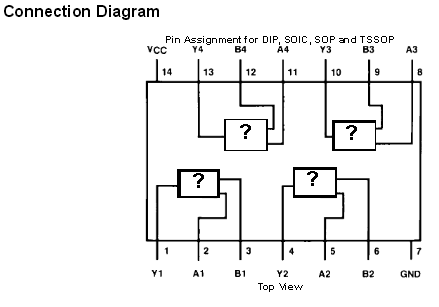 Connection Diagram
Pin Assignment for DIP, SOIC, SOP and TSSOP
VCC Y4 B4 A4 Y3 B3 A3
14 13 12 11 10 9 8
? ?
? ?
1 2 3 4 5 6 7
Y1 A1 B1 Y2 A2 B2 GND
Top View